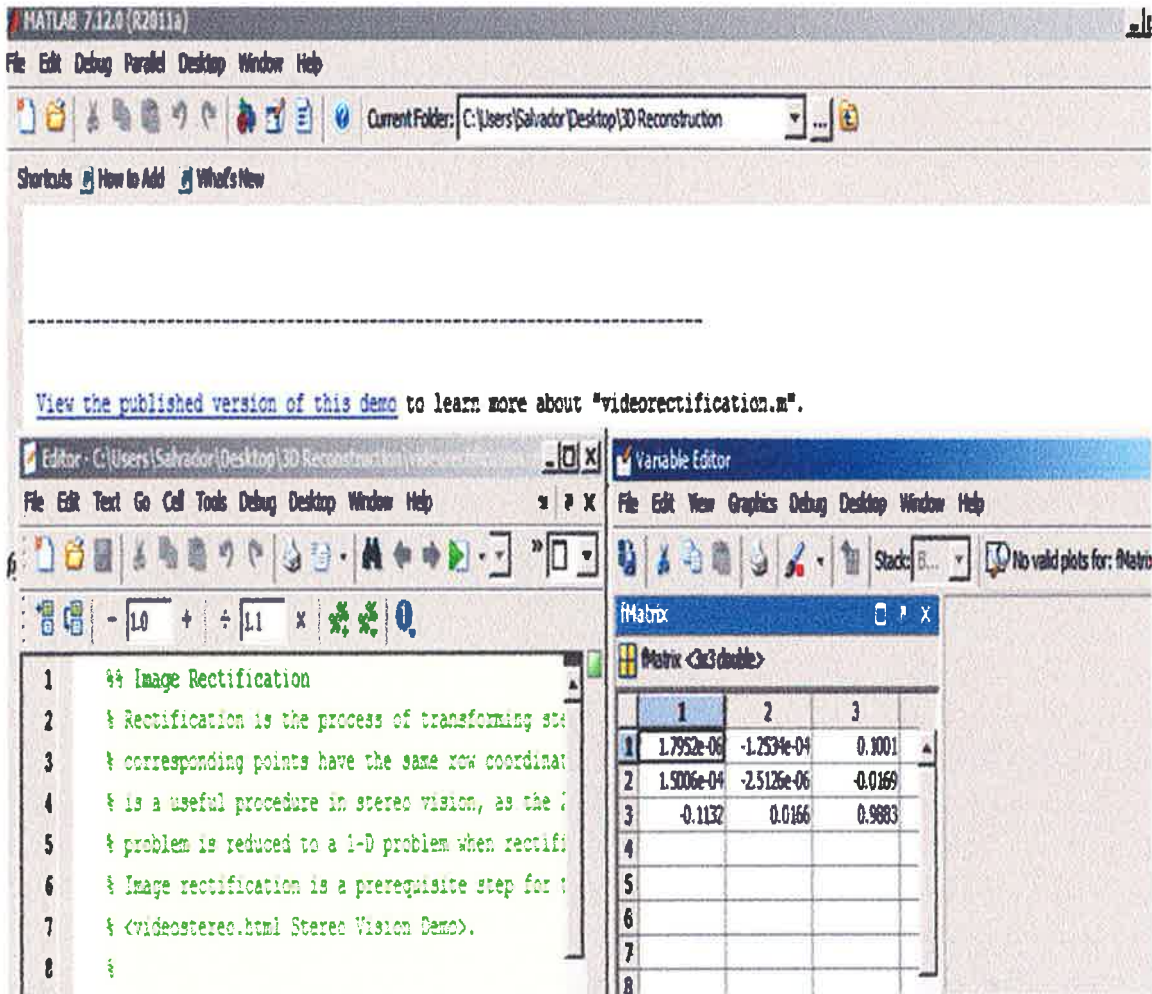 MATLAB 7.12.0 (R2011a)
File Edit Debug Parallel Desktop Window Help
Current Folder: C:\Users\Salvador\Desktop\3D Reconstruction
Shortcuts How to Add What's New
View the published version of this demo to learn more about "videorectification.m".
Editor - C:\Users\Salvador\Desktop\3D Reconstruction
File Edit Text Go Cell Tools Debug Desktop Window Help
1.0 + ÷ 1.1 x
1 %% Image Rectification
2 % Rectification is the process of transforming ste
3 % corresponding points have the same row coordinat
4 % is a useful procedure in stereo vision, as the 2
5 % problem is reduced to a 1-D problem when rectifi
6 % Image rectification is a prerequisite step for t
7 % <videostereo.html Stereo Vision Demo>.
8 %
Variable Editor
File Edit View Graphics Debug Desktop Window Help
Stack: B... No valid plots for: fMatrix
fMatrix
fMatrix <3x3 double>
1 2 3
1 1.7952e-06 -1.2534e-04 0.1001
2 1.5006e-04 -2.5126e-06 -0.0169
3 -0.1132 0.0166 0.9883
4
5
6
7
8